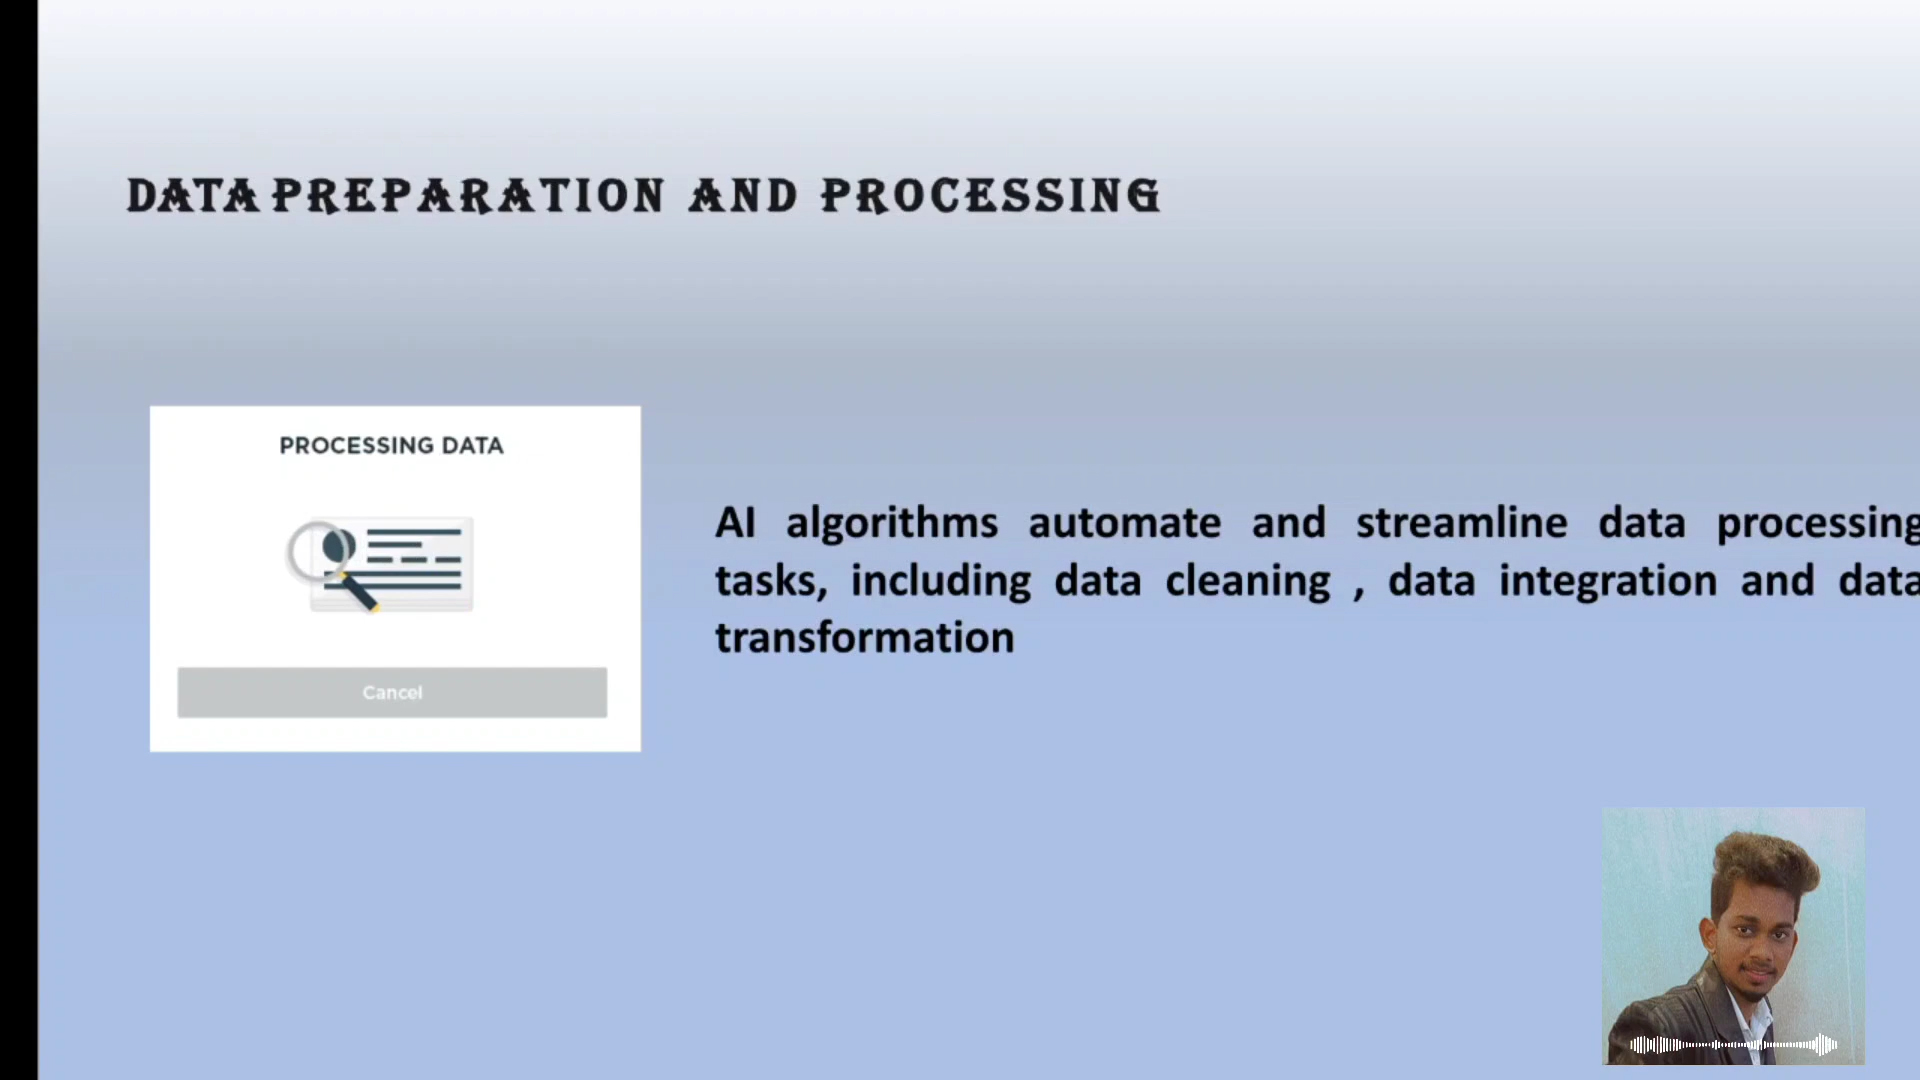 DATA PREPARATION AND PROCESSING
PROCESSING DATA
Cancel
AI algorithms automate and streamline data processing
tasks, including data cleaning , data integration and data
transformation